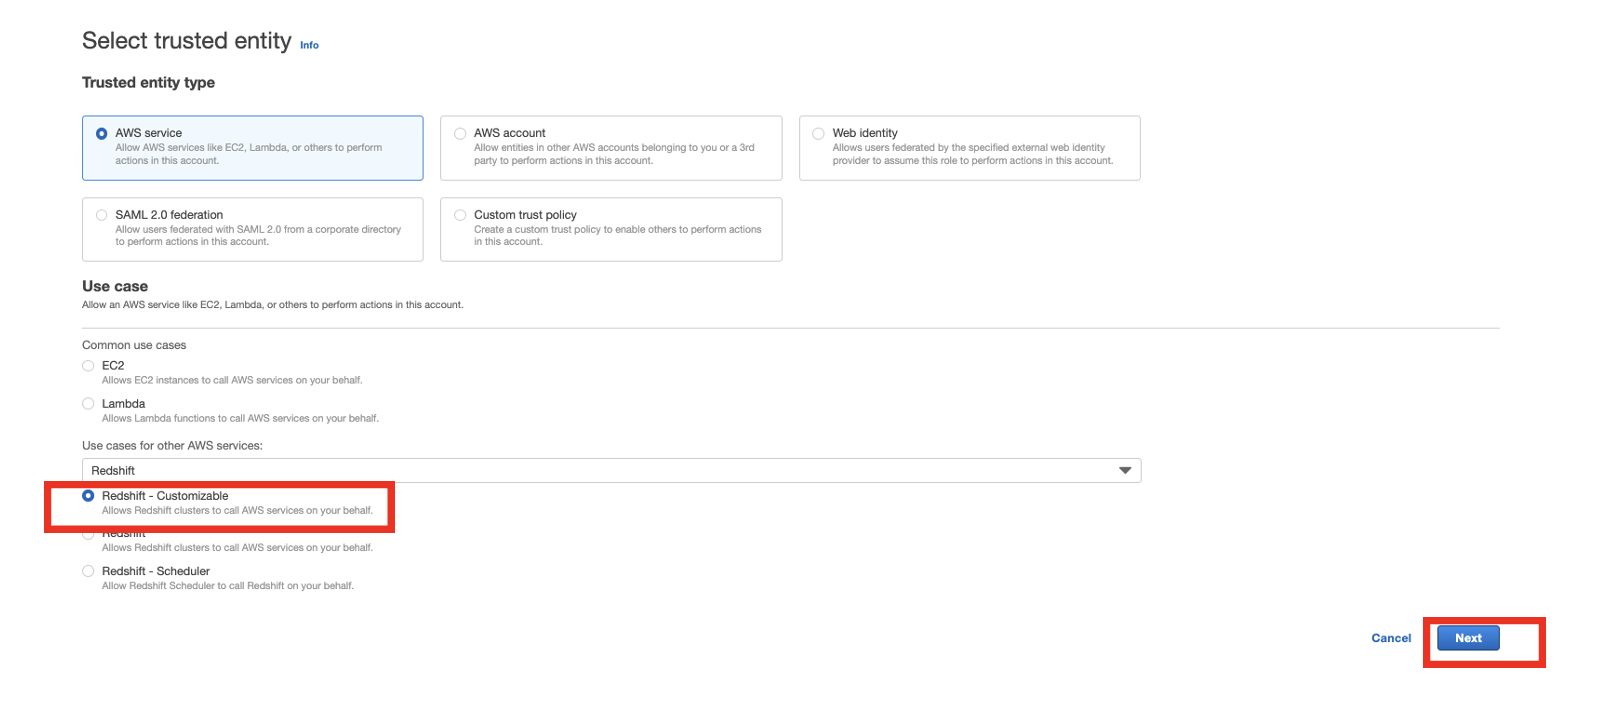 Select trusted entity Info
Trusted entity type
AWS service
Allow AWS services like EC2, Lambda, or others to perform
actions in this account.
AWS account
Allow entities in other AWS accounts belonging to you or a 3rd
party to perform actions in this account.
Web identity
Allows users federated by the specified external web identity
provider to assume this role to perform actions in this account.
SAML 2.0 federation
Allow users federated with SAML 2.0 from a corporate directory
to perform actions in this account.
Custom trust policy
Create a custom trust policy to enable others to perform actions
in this account.
Use case
Allow an AWS service like EC2, Lambda, or others to perform actions in this account.
Common use cases
EC2
Allows EC2 instances to call AWS services on your behalf.
Lambda
Allows Lambda functions to call AWS services on your behalf.
Use cases for other AWS services:
Redshift
Redshift - Customizable
Allows Redshift clusters to call AWS services on your behalf.
Redshift
Allows Redshift clusters to call AWS services on your behalf.
Redshift - Scheduler
Allow Redshift Scheduler to call Redshift on your behalf.
Cancel
Next